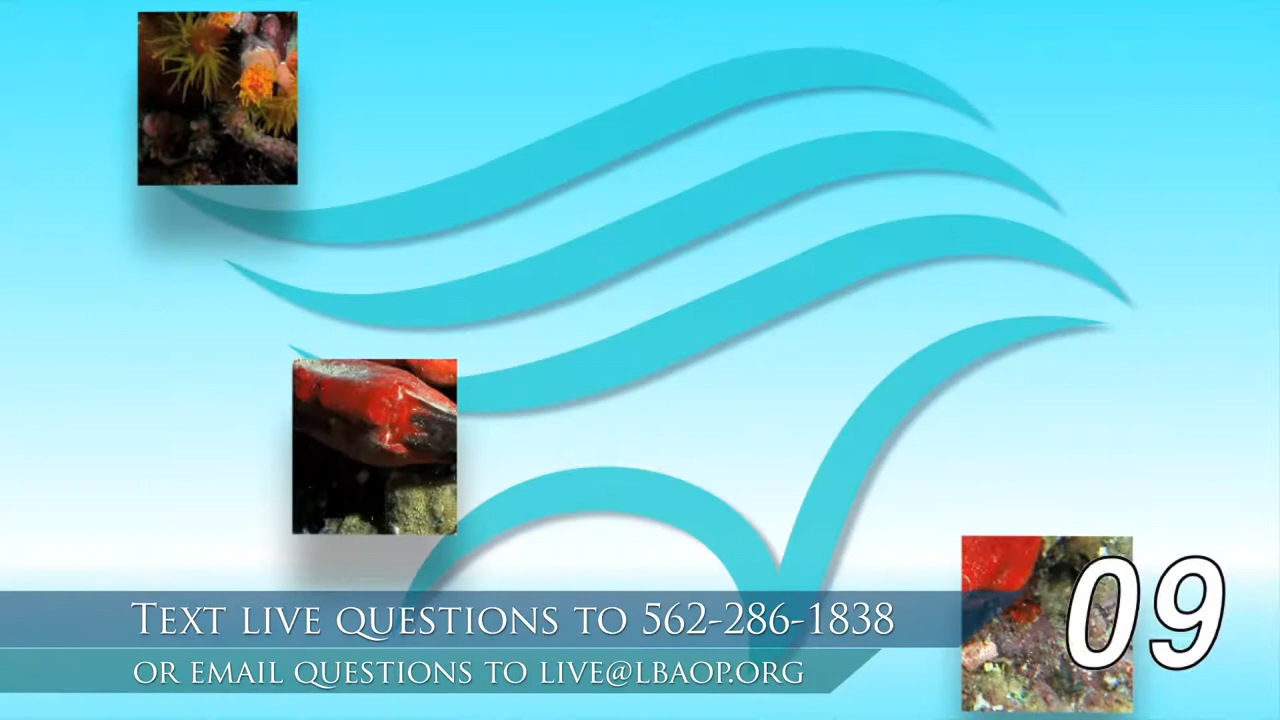 Text live questions to 562-286-1838
or email questions to live@lbaop.org
09